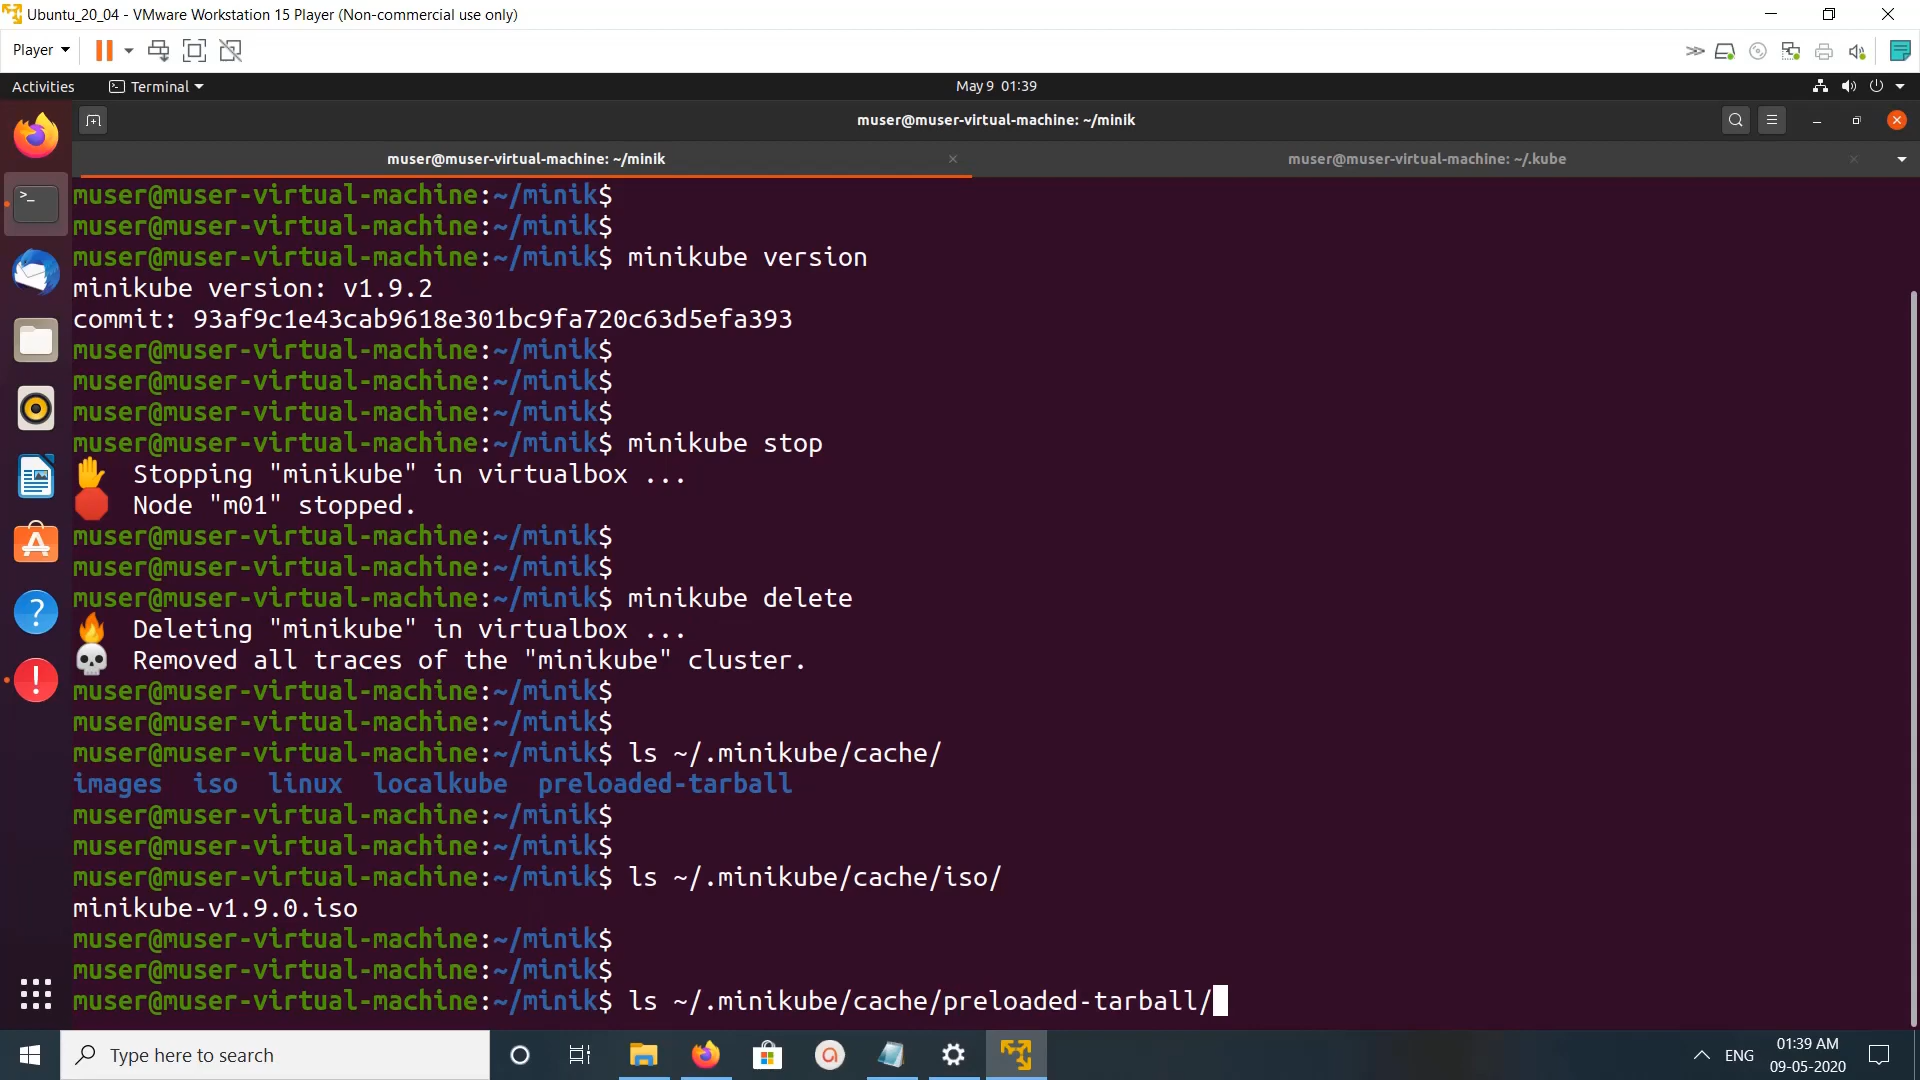 Ubuntu_20_04 - VMware Workstation 15 Player (Non-commercial use only)
Player
Activities
Terminal
May 9 01:39
muser@muser-virtual-machine: ~/minik
muser@muser-virtual-machine: ~/minik
muser@muser-virtual-machine: ~/.kube
muser@muser-virtual-machine:~/minik$
muser@muser-virtual-machine:~/minik$
muser@muser-virtual-machine:~/minik$ minikube version
minikube version: v1.9.2
commit: 93af9c1e43cab9618e301bc9fa720c63d5efa393
muser@muser-virtual-machine:~/minik$
muser@muser-virtual-machine:~/minik$
muser@muser-virtual-machine:~/minik$
muser@muser-virtual-machine:~/minik$ minikube stop
Stopping "minikube" in virtualbox ...
Node "m01" stopped.
muser@muser-virtual-machine:~/minik$
muser@muser-virtual-machine:~/minik$
muser@muser-virtual-machine:~/minik$ minikube delete
Deleting "minikube" in virtualbox ...
Removed all traces of the "minikube" cluster.
muser@muser-virtual-machine:~/minik$
muser@muser-virtual-machine:~/minik$
muser@muser-virtual-machine:~/minik$ ls ~/.minikube/cache/
images  iso  linux  localkube  preloaded-tarball
muser@muser-virtual-machine:~/minik$
muser@muser-virtual-machine:~/minik$
muser@muser-virtual-machine:~/minik$ ls ~/.minikube/cache/iso/
minikube-v1.9.0.iso
muser@muser-virtual-machine:~/minik$
muser@muser-virtual-machine:~/minik$
muser@muser-virtual-machine:~/minik$ ls ~/.minikube/cache/preloaded-tarball/
Type here to search
ENG
01:39 AM
09-05-2020